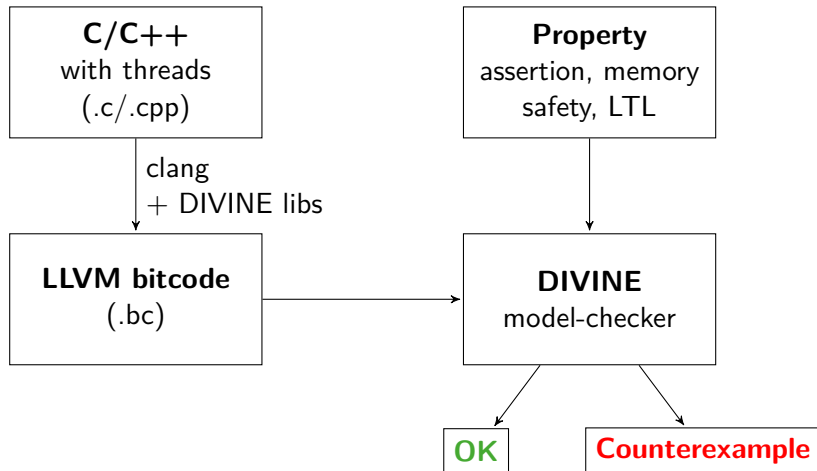 C/C++
with threads
(.c/.cpp)
Property
assertion, memory
safety, LTL
clang
+ DIVINE libs
LLVM bitcode
(.bc)
DIVINE
model-checker
OK
Counterexample